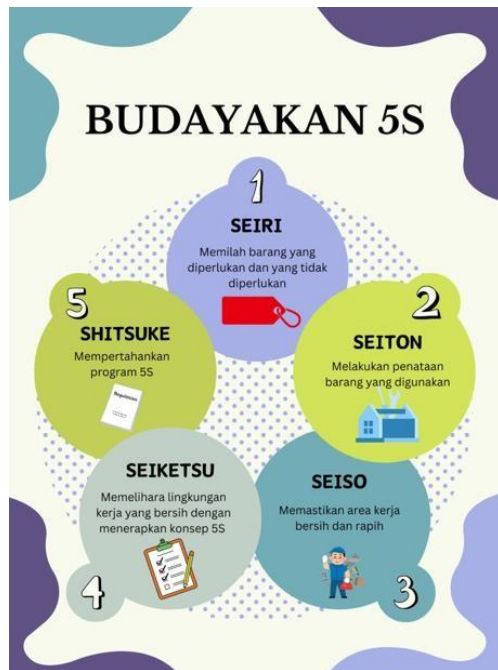 BUDAYAKAN 5S
1
SEIRI
Memilah barang yang
diperlukan dan yang tidak
diperlukan
2
SEITON
Melakukan penataan
barang yang digunakan
3
SEISO
Memastikan area kerja
bersih dan rapih
4
SEIKETSU
Memelihara lingkungan
kerja yang bersih dengan
menerapkan konsep 5S
5
SHITSUKE
Mempertahankan
program 5S
Regulation